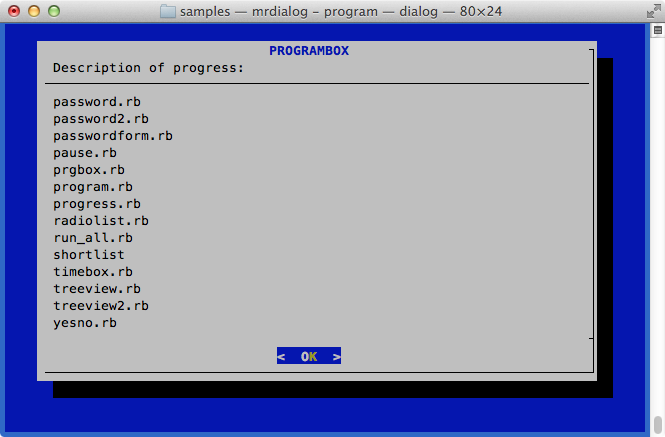 samples — mrdialog – program — dialog — 80×24
PROGRAMBOX
Description of progress:
password.rb
password2.rb
passwordform.rb
pause.rb
prgbox.rb
program.rb
progress.rb
radiolist.rb
run_all.rb
shortlist
timebox.rb
treeview.rb
treeview2.rb
yesno.rb
< OK >